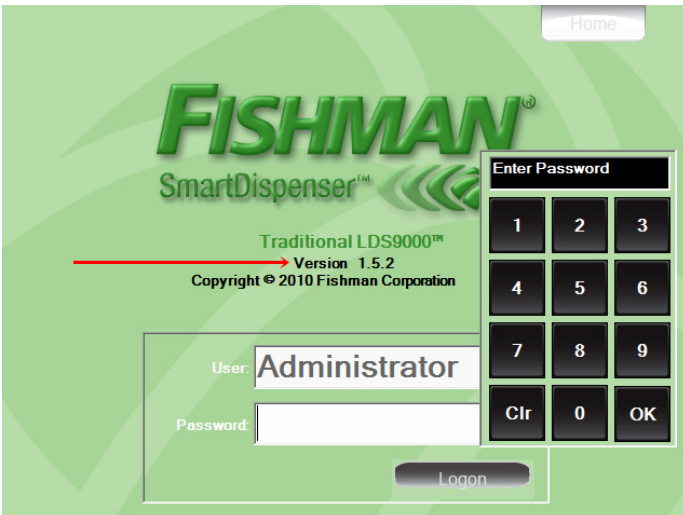 Home
FISHMAN®
SmartDispenser™
Enter Password
1 2 3
Traditional LDS9000™
Version 1.5.2
Copyright © 2010 Fishman Corporation
4 5 6
7 8 9
User: Administrator
Clr 0 OK
Password:
Logon